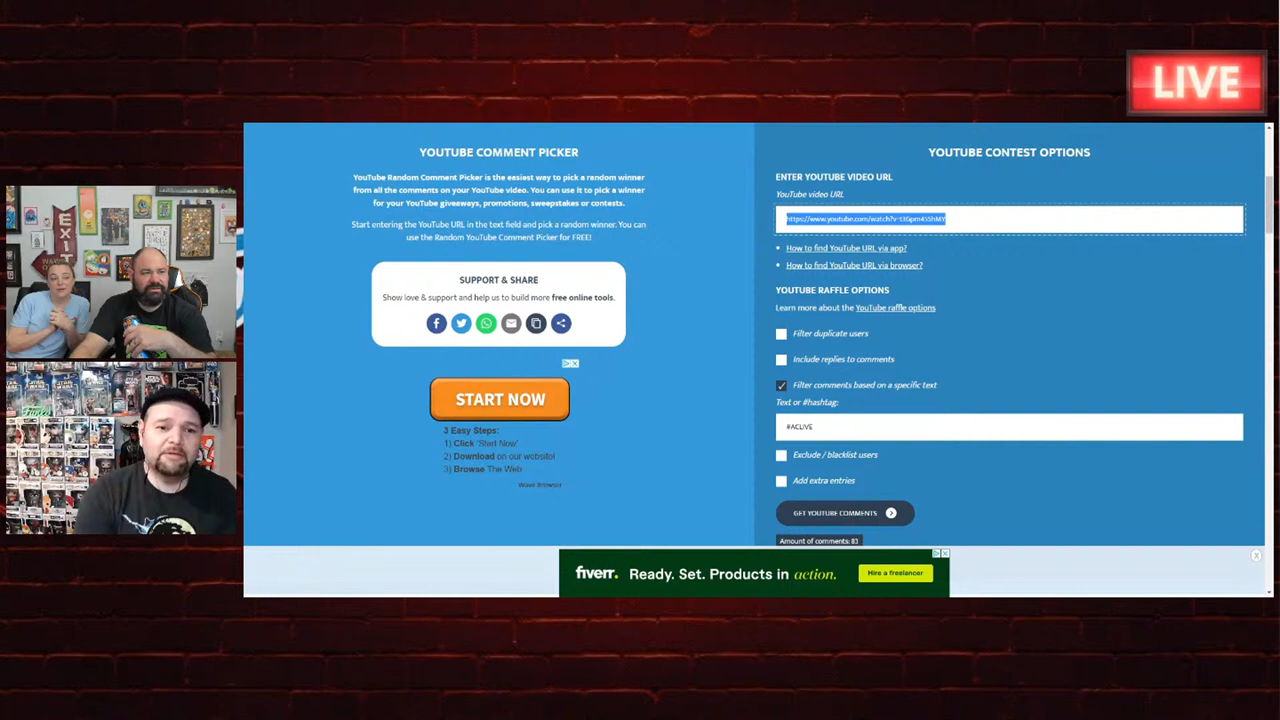 LIVE
YOUTUBE COMMENT PICKER
YouTube Random Comment Picker is the easiest way to pick a random winner
from all the comments on your YouTube video. You can use it to pick a winner
for your YouTube giveaways, promotions, sweepstakes or contests.
Start entering the YouTube URL in the text field and pick a random winner. You can
use the Random YouTube Comment Picker for FREE!
SUPPORT & SHARE
Show love & support and help us to build more free online tools.
START NOW
3 Easy Steps:
1) Click 'Start Now'
2) Download on our website!
3) Browse The Web
Wave Browser
YOUTUBE CONTEST OPTIONS
ENTER YOUTUBE VIDEO URL
YouTube video URL
How to find YouTube URL via app?
How to find YouTube URL via browser?
YOUTUBE RAFFLE OPTIONS
Learn more about the YouTube raffle options
Filter duplicate users
Include replies to comments
Filter comments based on a specific text
Text or #hashtag:
#ACLIVE
Exclude / blacklist users
Add extra entries
GET YOUTUBE COMMENTS
Amount of comments: 83
fiverr. Ready. Set. Products in action. Hire a freelancer
EXIT